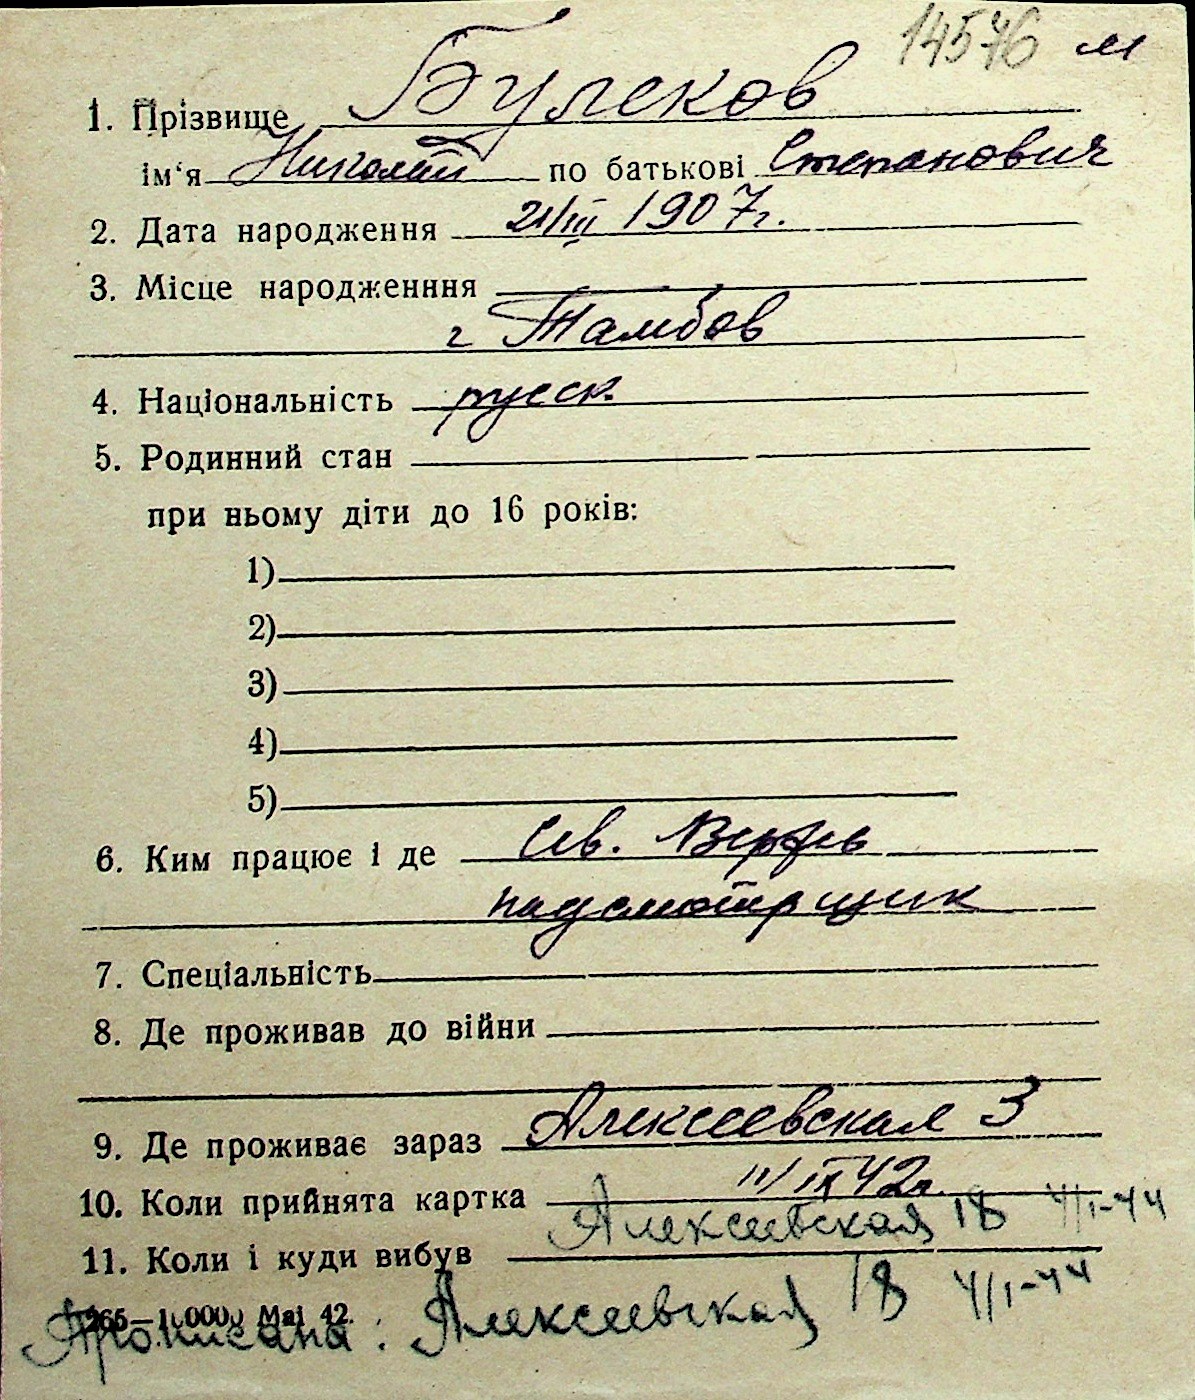 14576 м
1. Прізвище Булеков
ім'я Николай по батькові Степанович
2. Дата народження 21/III 1907г.
3. Місце народженння
г Тамбов
4. Національність русск.
5. Родинний стан
при ньому діти до 16 років:
1)
2)
3)
4)
5)
6. Ким працює і де Сев. Верфь
надсмотрщик
7. Спеціальність
8. Де проживав до війни
9. Де проживає зараз Алексеевская 3
10. Коли прийнята картка 11/IX 42г.
Алексеевская 18 4/I-44
11. Коли і куди вибув
265—10000, Mai 42.
Прописана: Алексеевская 18 4/I-44